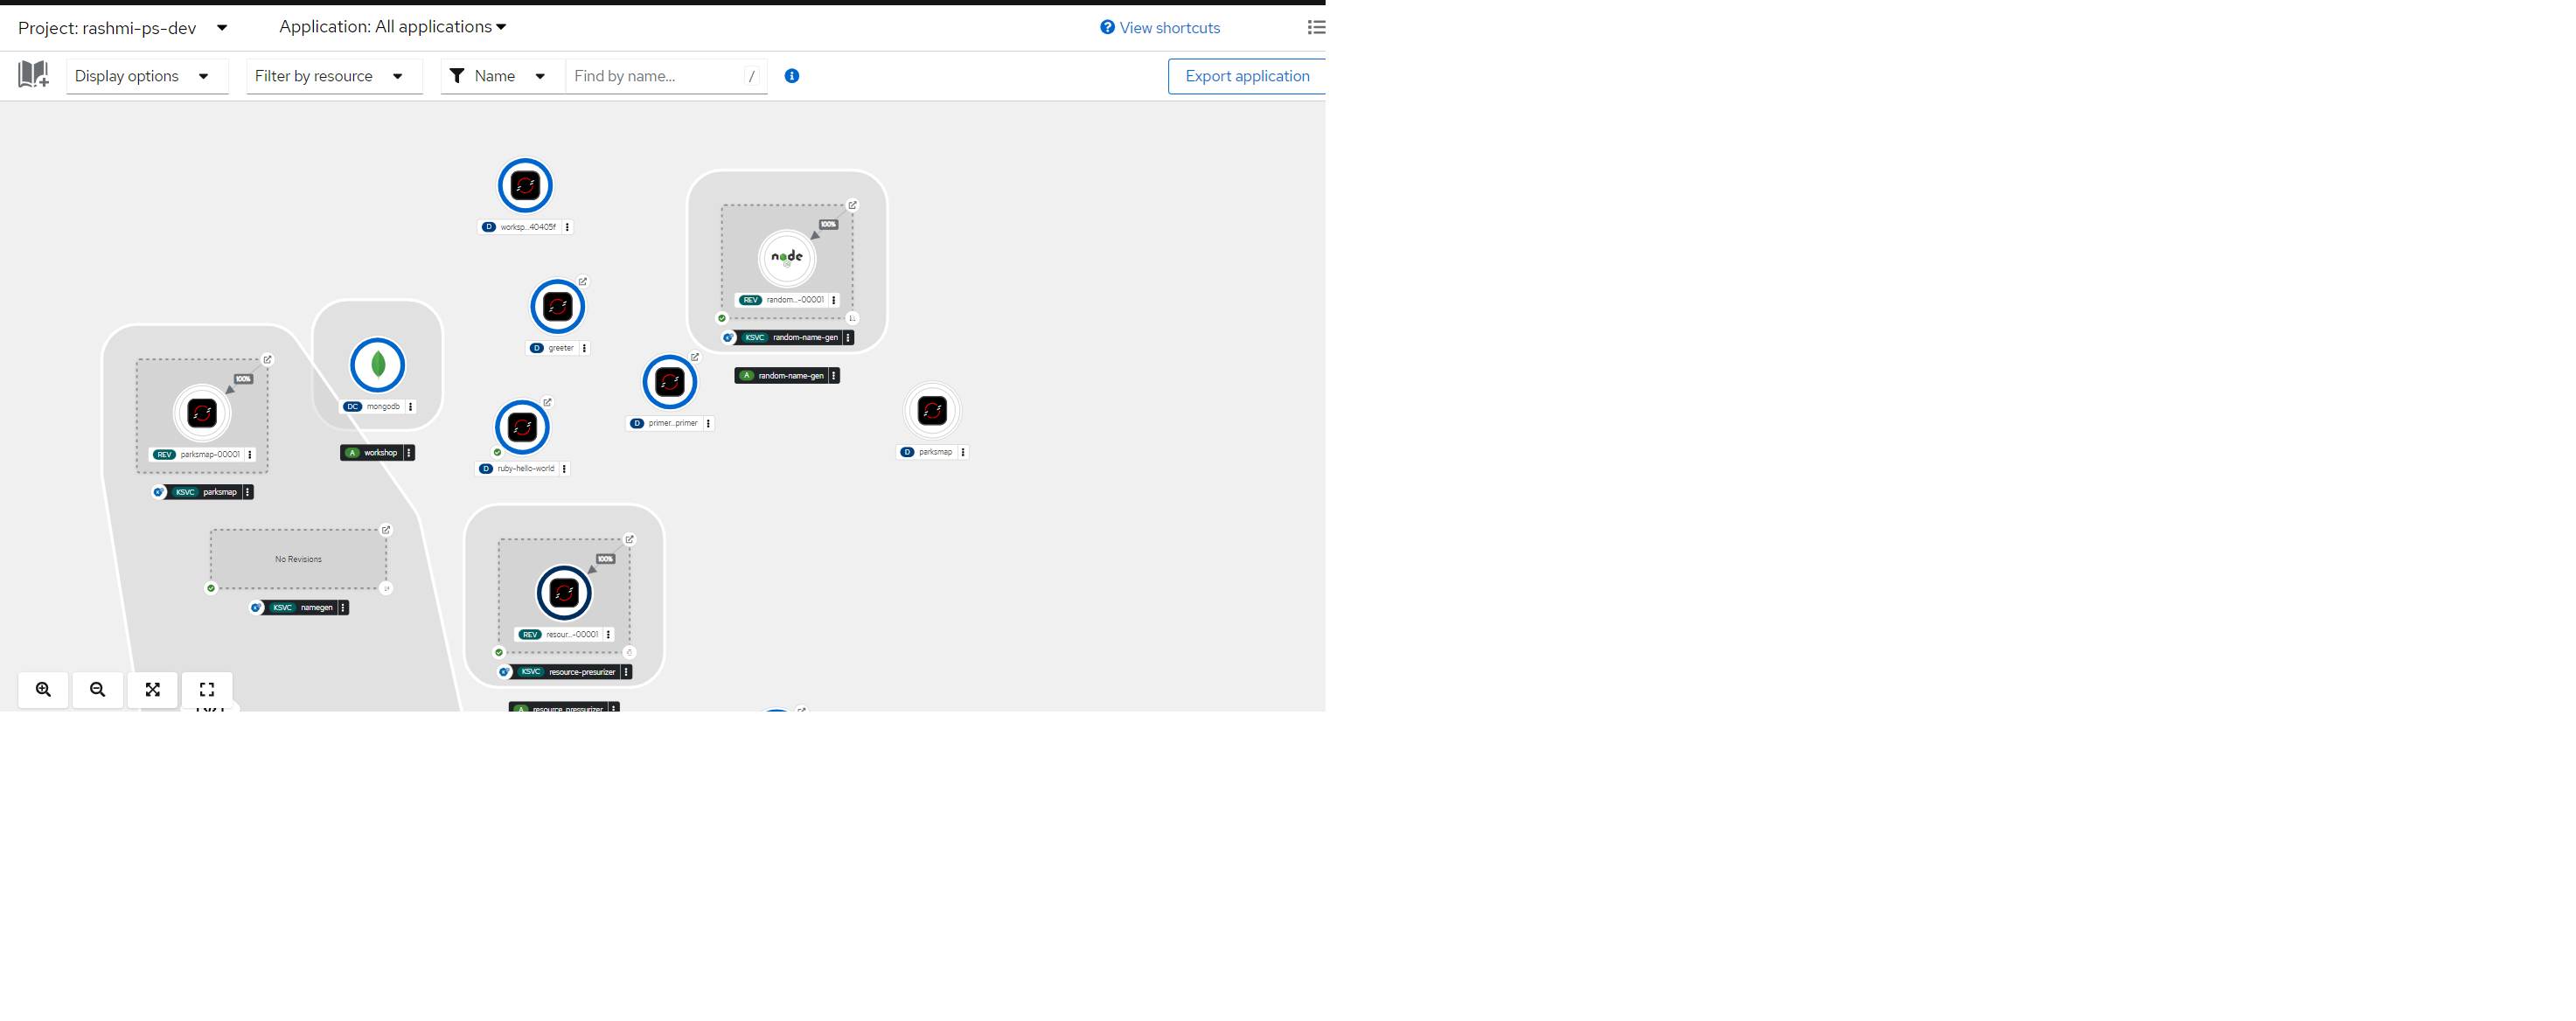 Project: rashmi-ps-dev
Application: All applications
View shortcuts
Display options
Filter by resource
Name
Find by name...
/
Export application
D worksp...40405f
100%
node
REV random...-00001
KSVC random-name-gen
A random-name-gen
D greeter
100%
REV parksmap-00001
KSVC parksmap
DC mongodb
A workshop
D primer...primer
D ruby-hello-world
D parksmap
No Revisions
KSVC namegen
100%
REV resour...-00001
KSVC resource-presurizer
A resource pressurizer